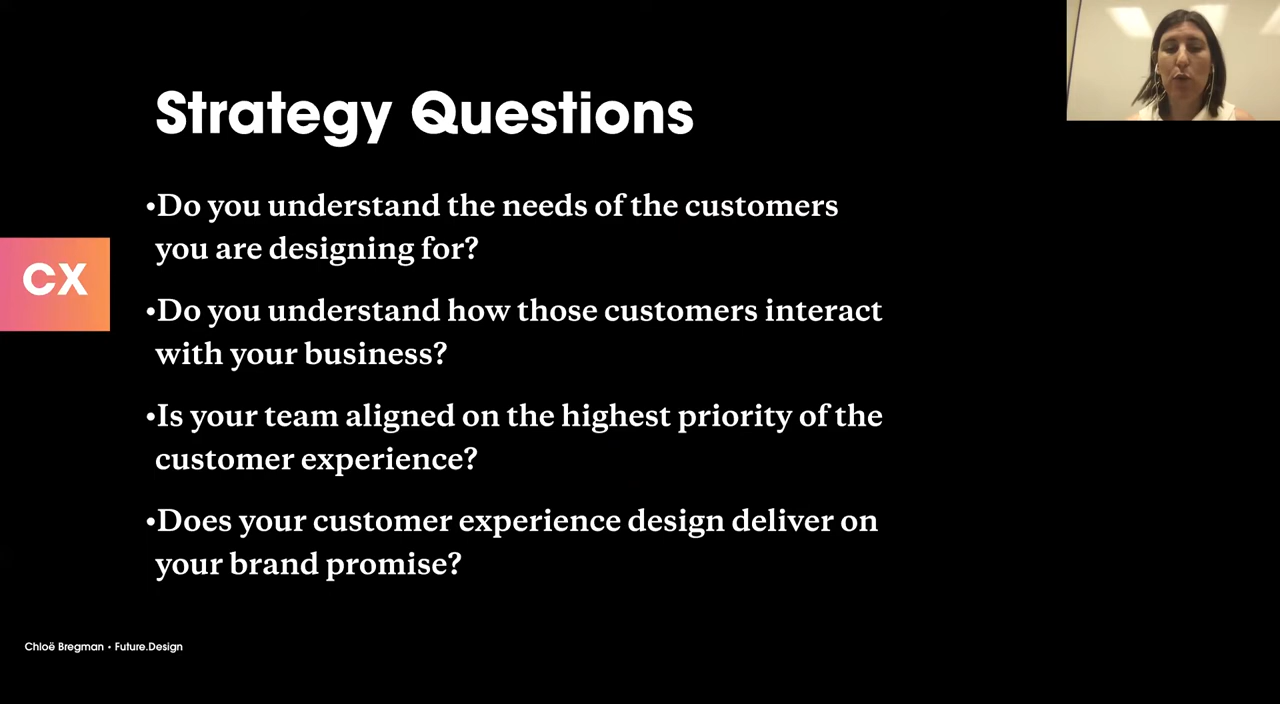 Strategy Questions
•Do you understand the needs of the customers
you are designing for?
CX
•Do you understand how those customers interact
with your business?
•Is your team aligned on the highest priority of the
customer experience?
•Does your customer experience design deliver on
your brand promise?
Chloë Bregman • Future.Design